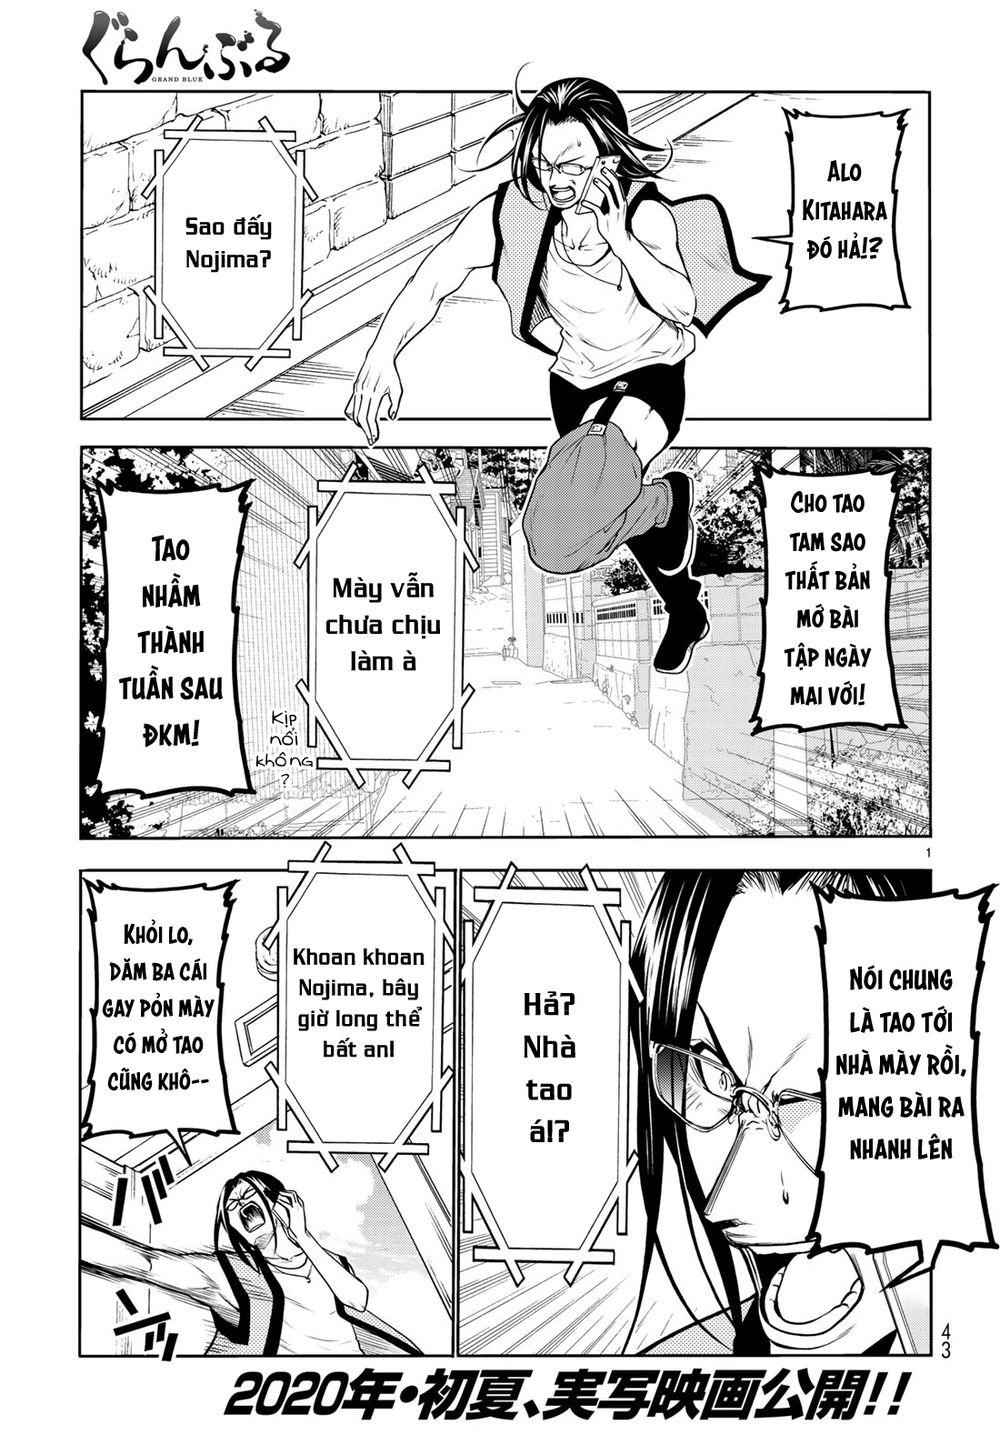 ぐらんぶる
GRAND BLUE
ALO
KITAHARA
ĐÓ HẢ!?
Sao đấy
Nojima?
CHO TAO
TAM SAO
THẤT BẢN
MỚ BÀI
TẬP NGÀY
MAI VỚI!
Mày vẫn
chưa chịu
làm à
TAO
NHẦM
THÀNH
TUẦN SAU
ĐKM!
Kịp
nối
không
?
1
NÓI CHUNG
LÀ TAO TỚI
NHÀ MÀY RỒI,
MANG BÀI RA
NHANH LÊN
Hả?
Nhà
tao
á!?
Khoan khoan
Nojima, bây
giờ long thể
bất an!
KHỎI LO,
DĂM BA CÁI
GAY PỎN MÀY
CÓ MỞ TAO
CŨNG KHÔ--
43
2020年・初夏、実写映画公開!!